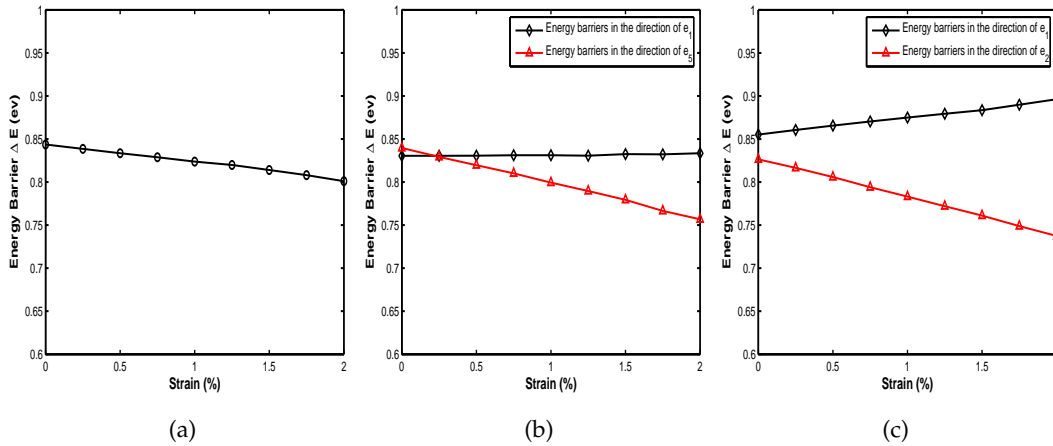 1
0.95
0.9
0.85
0.8
0.75
0.7
0.65
0.6
Energy Barrier Δ E (ev)
0 0.5 1 1.5 2
Strain (%)
(a)
1
0.95
0.9
0.85
0.8
0.75
0.7
0.65
0.6
Energy Barrier Δ E (ev)
Energy barriers in the direction of e1
Energy barriers in the direction of e5
0 0.5 1 1.5 2
Strain (%)
(b)
1
0.95
0.9
0.85
0.8
0.75
0.7
0.65
0.6
Energy Barrier Δ E (ev)
Energy barriers in the direction of e1
Energy barriers in the direction of e2
0 0.5 1 1.5 2
Strain (%)
(c)